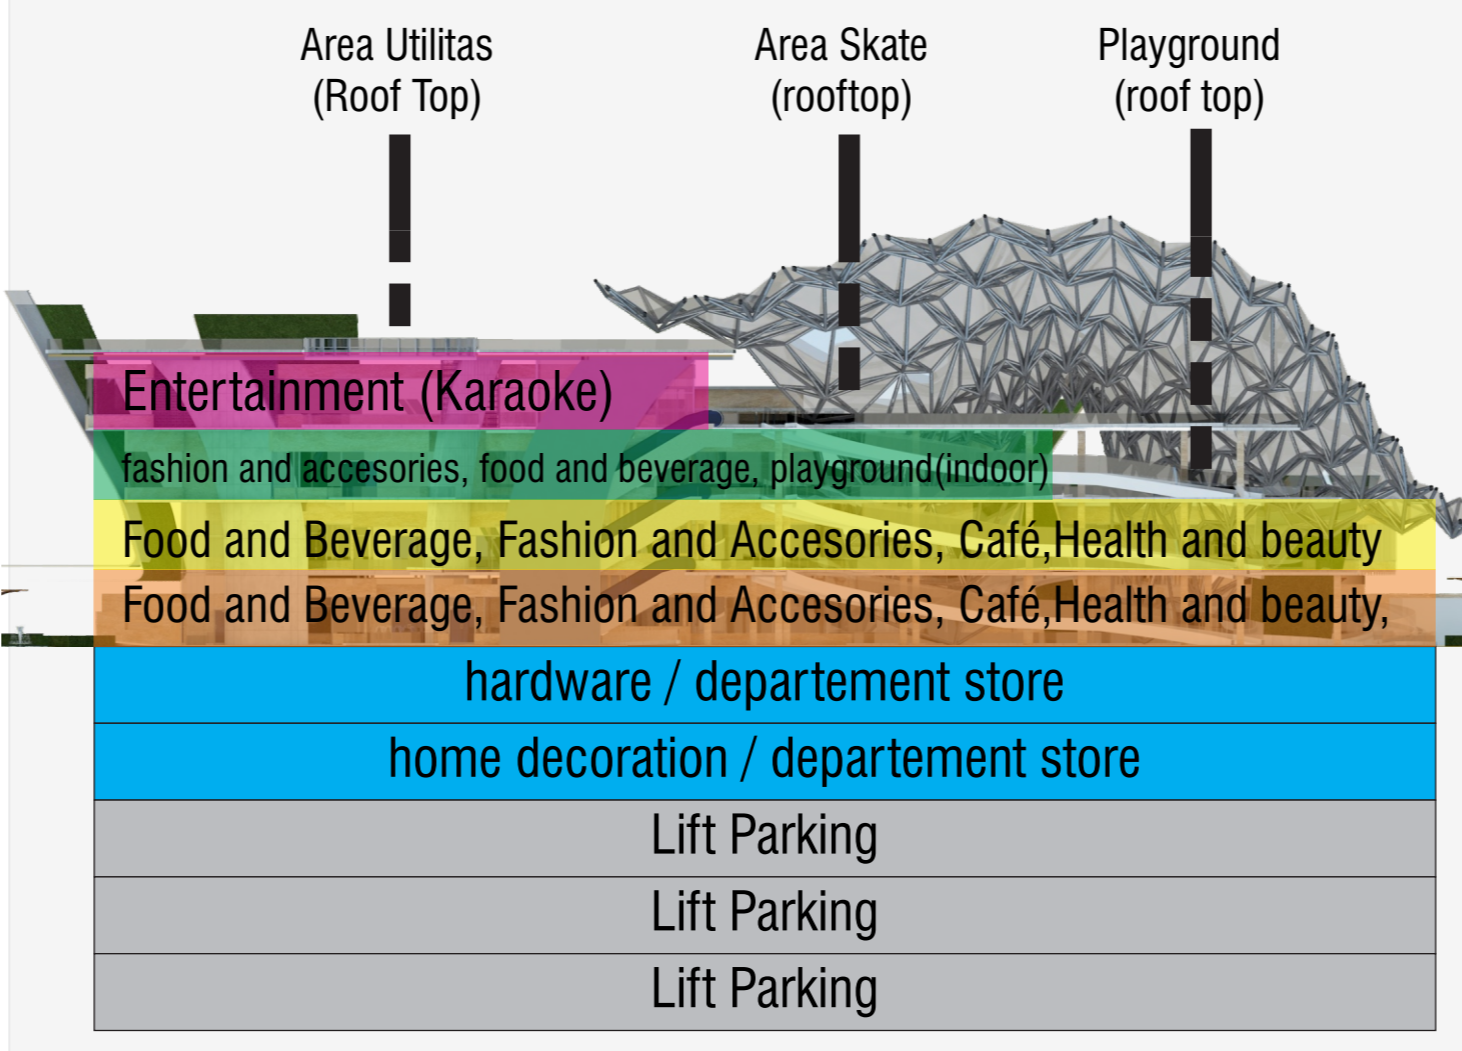 Area Utilitas
(Roof Top)
Area Skate
(rooftop)
Playground
(roof top)
Entertainment (Karaoke)
fashion and accesories, food and beverage, playground(indoor)
Food and Beverage, Fashion and Accesories, Café,Health and beauty
Food and Beverage, Fashion and Accesories, Café,Health and beauty,
hardware / departement store
home decoration / departement store
Lift Parking
Lift Parking
Lift Parking